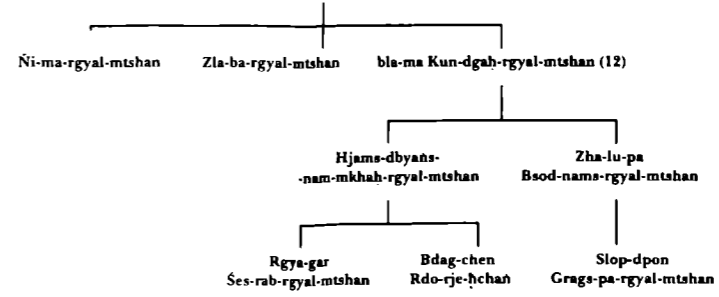 Ńi-ma-rgyal-mtshan Zla-ba-rgyal-mtshan bla-ma Kun-dgaḥ-rgyal-mtshan (12)
Hjams-dbyaṅs- Zha-lu-pa
-nam-mkhaḥ-rgyal-mtshan Bsod-nams-rgyal-mtshan
Rgya-gar Bdag-chen Slop-dpon
Śes-rab-rgyal-mtshan Rdo-rje-ḥchaṅ Grags-pa-rgyal-mtshan